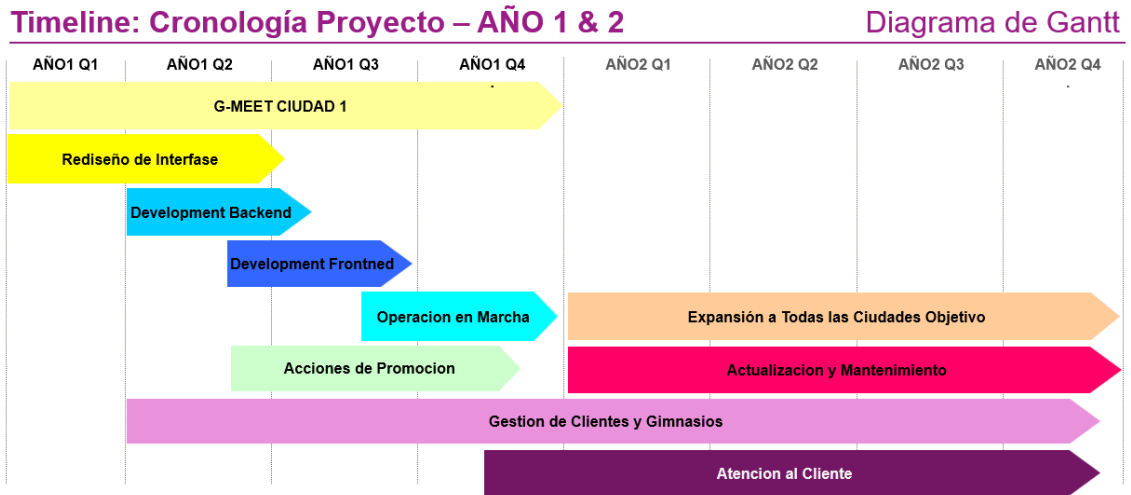 Timeline: Cronología Proyecto – AÑO 1 & 2
Diagrama de Gantt
AÑO1 Q1 AÑO1 Q2 AÑO1 Q3 AÑO1 Q4 AÑO2 Q1 AÑO2 Q2 AÑO2 Q3 AÑO2 Q4
G-MEET CIUDAD 1
Rediseño de Interfase
Development Backend
Development Frontned
Operacion en Marcha
Expansión a Todas las Ciudades Objetivo
Acciones de Promocion
Actualizacion y Mantenimiento
Gestion de Clientes y Gimnasios
Atencion al Cliente